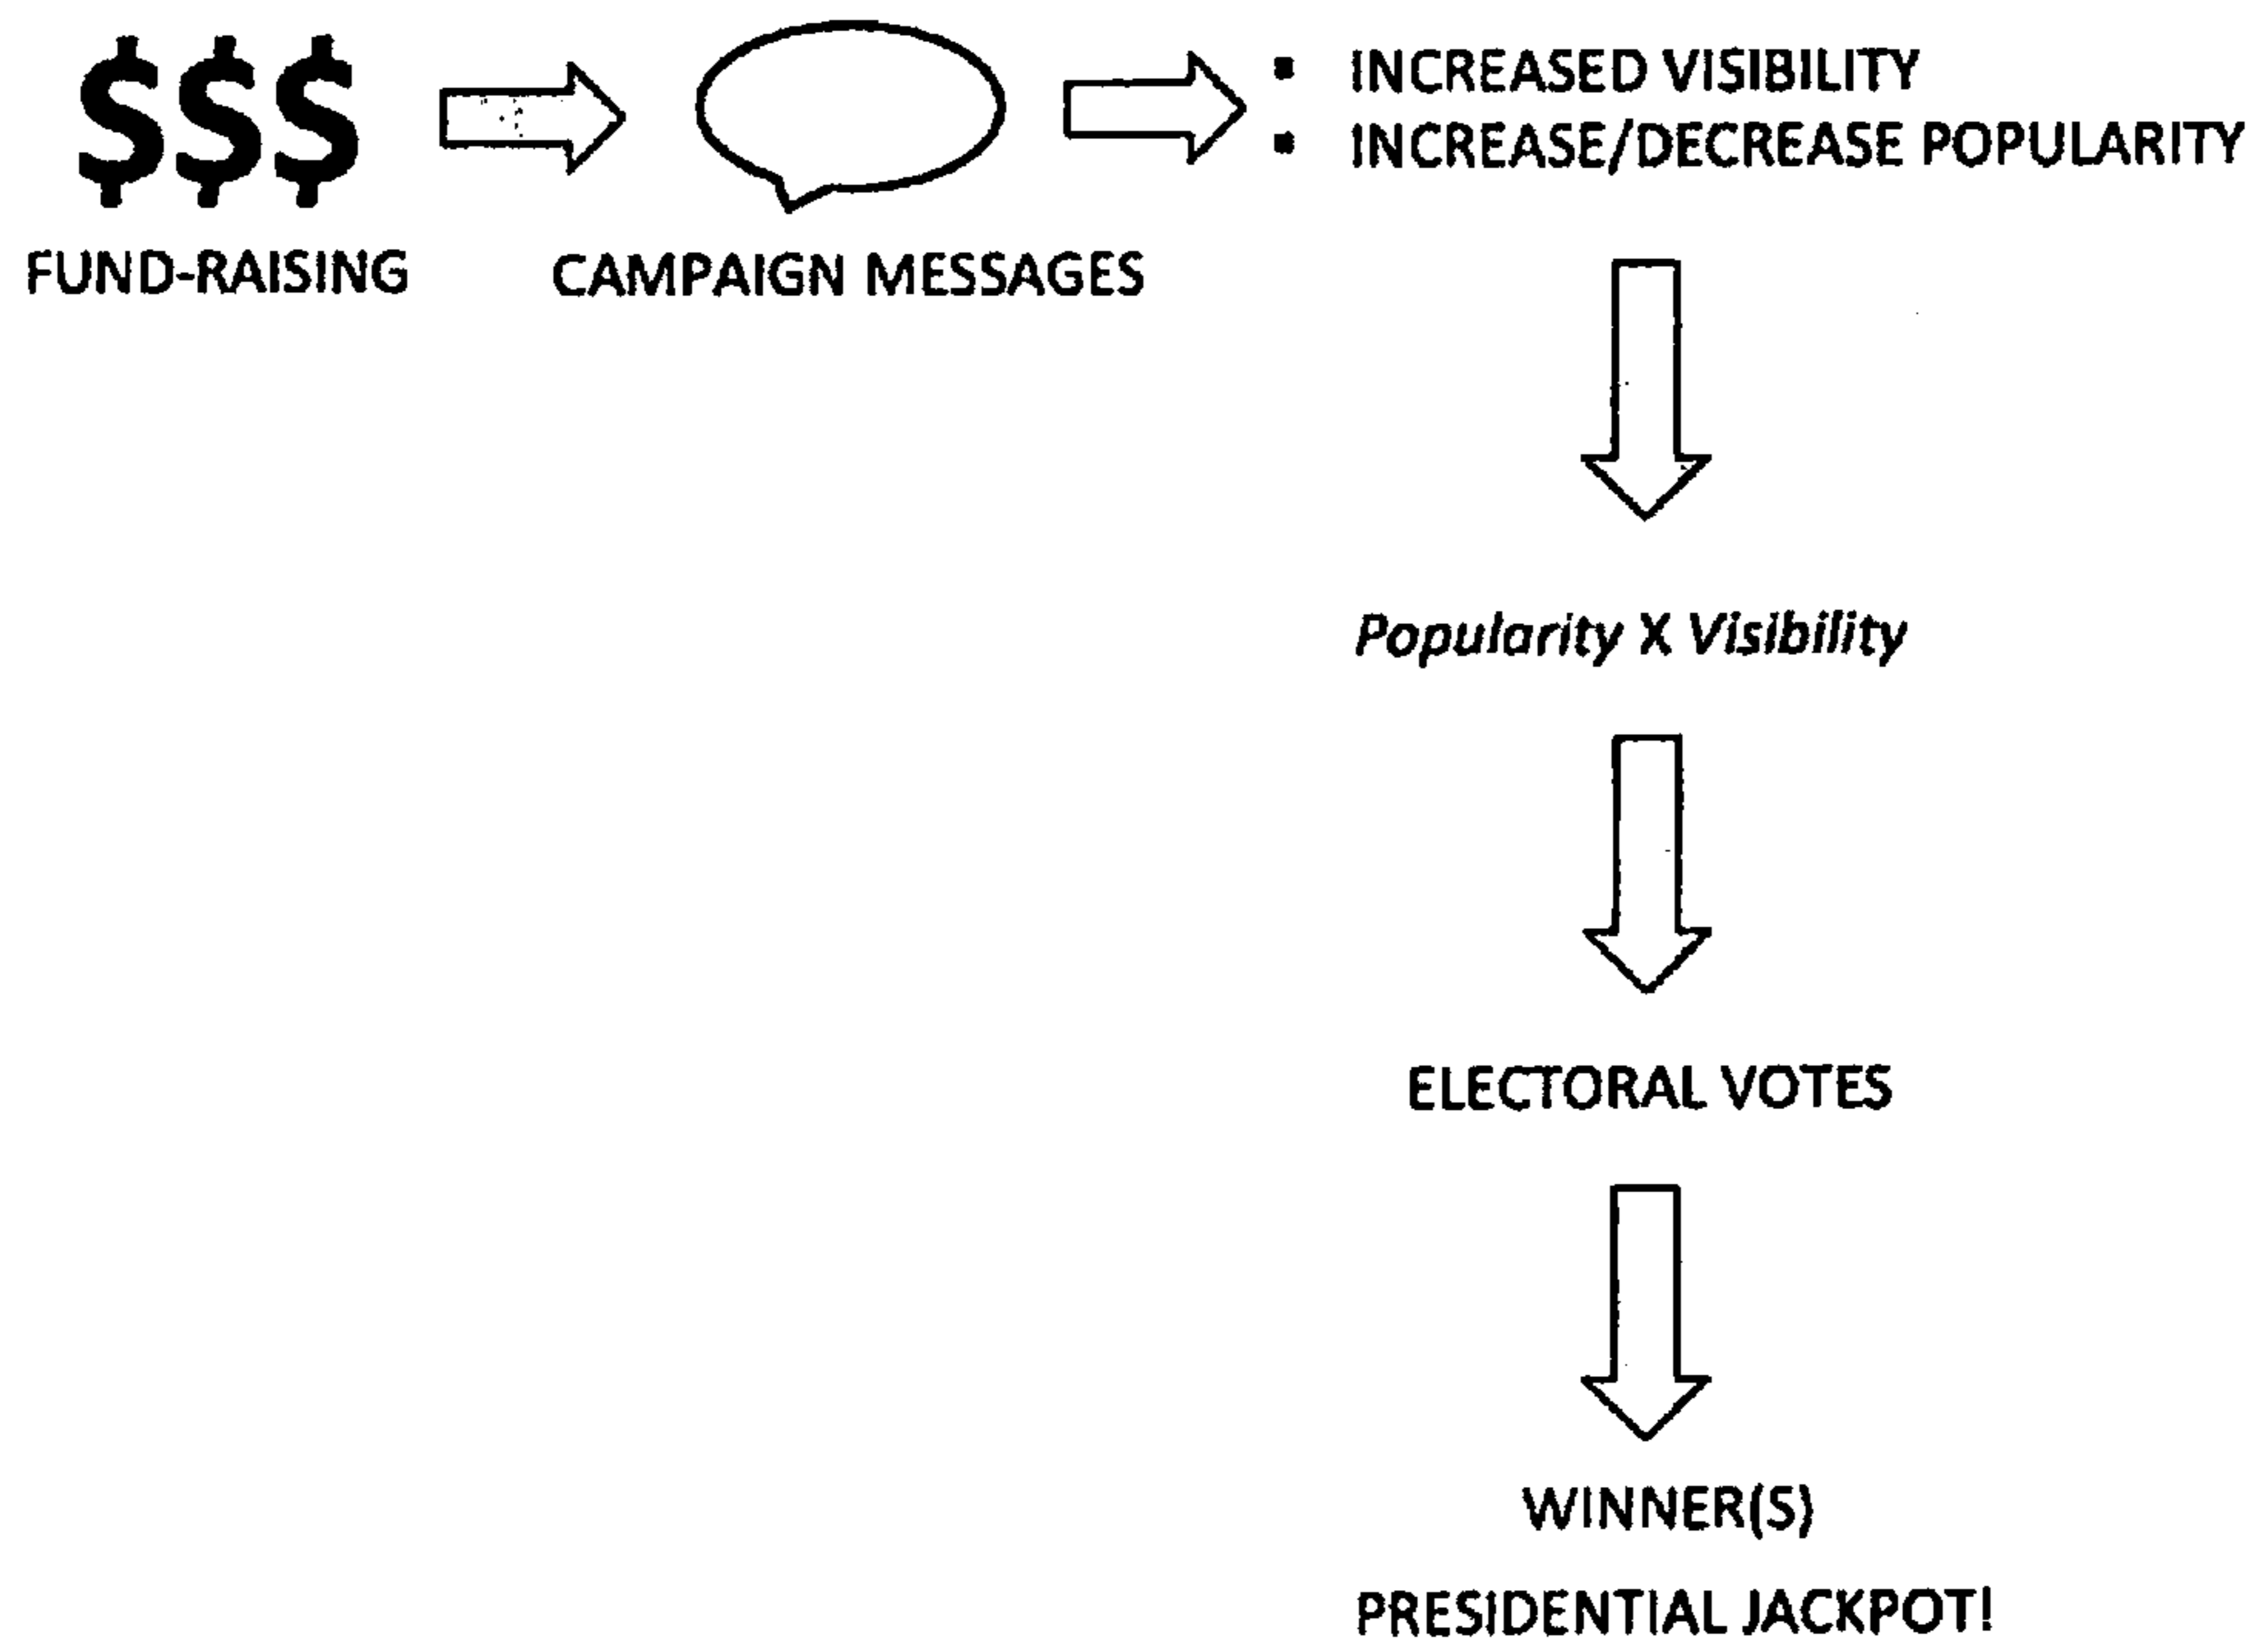 $$$
INCREASED VISIBILITY
INCREASE/DECREASE POPULARITY
FUND-RAISING
CAMPAIGN MESSAGES
Popularity X Visibility
ELECTORAL VOTES
WINNER(S)
PRESIDENTIAL JACKPOT!